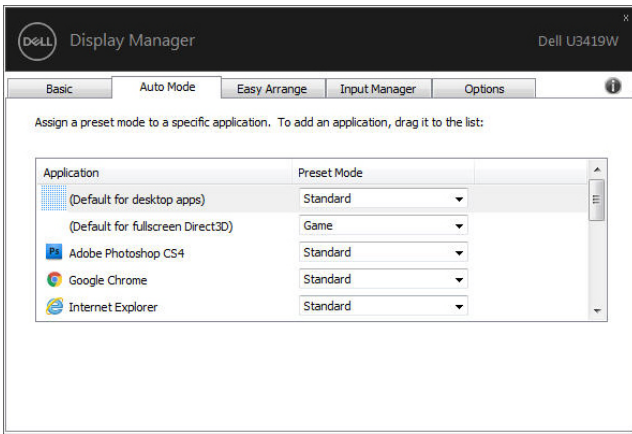 x
DELL Display Manager Dell U3419W
Basic Auto Mode Easy Arrange Input Manager Options i
Assign a preset mode to a specific application. To add an application, drag it to the list:
Application Preset Mode
(Default for desktop apps) Standard
(Default for fullscreen Direct3D) Game
Ps Adobe Photoshop CS4 Standard
Google Chrome Standard
Internet Explorer Standard